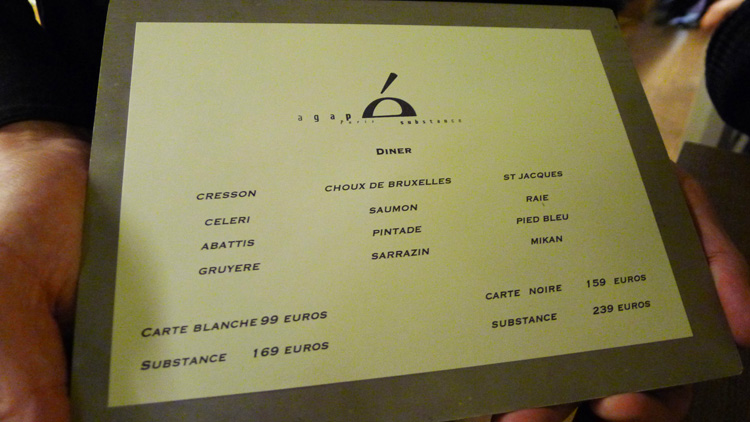 agapé
paris substance
DINER
CRESSON CHOUX DE BRUXELLES ST JACQUES
CELERI SAUMON RAIE
ABATTIS PINTADE PIED BLEU
GRUYERE SARRAZIN MIKAN
CARTE BLANCHE 99 EUROS CARTE NOIRE 159 EUROS
SUBSTANCE 169 EUROS SUBSTANCE 239 EUROS